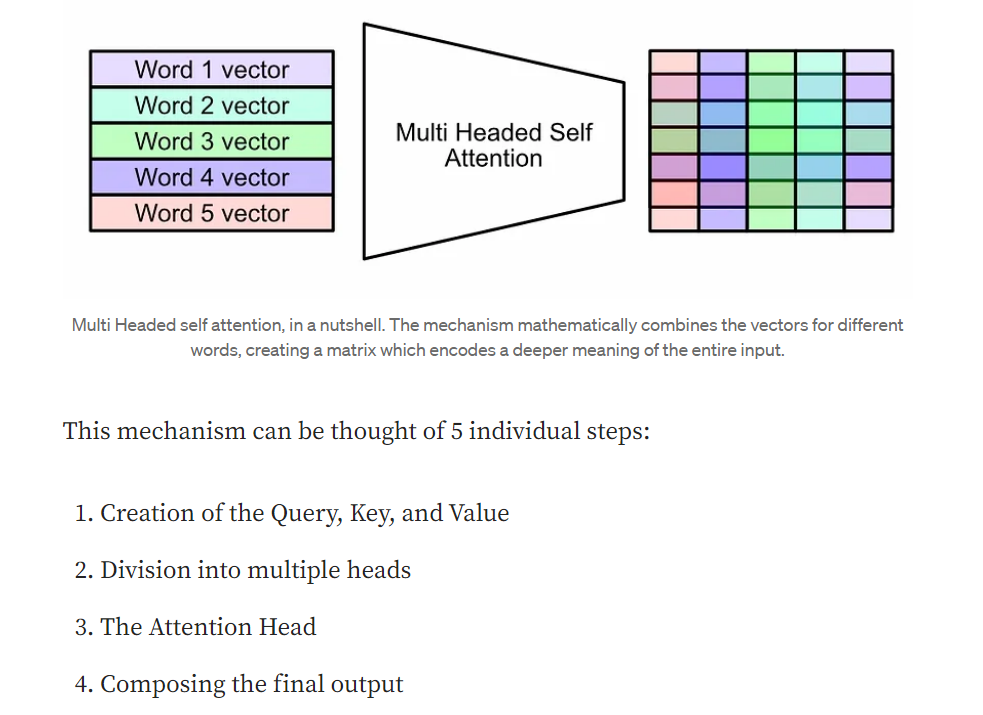 Word 1 vector
Word 2 vector
Word 3 vector
Word 4 vector
Word 5 vector
Multi Headed Self
Attention
Multi Headed self attention, in a nutshell. The mechanism mathematically combines the vectors for different
words, creating a matrix which encodes a deeper meaning of the entire input.
This mechanism can be thought of 5 individual steps:
1. Creation of the Query, Key, and Value
2. Division into multiple heads
3. The Attention Head
4. Composing the final output